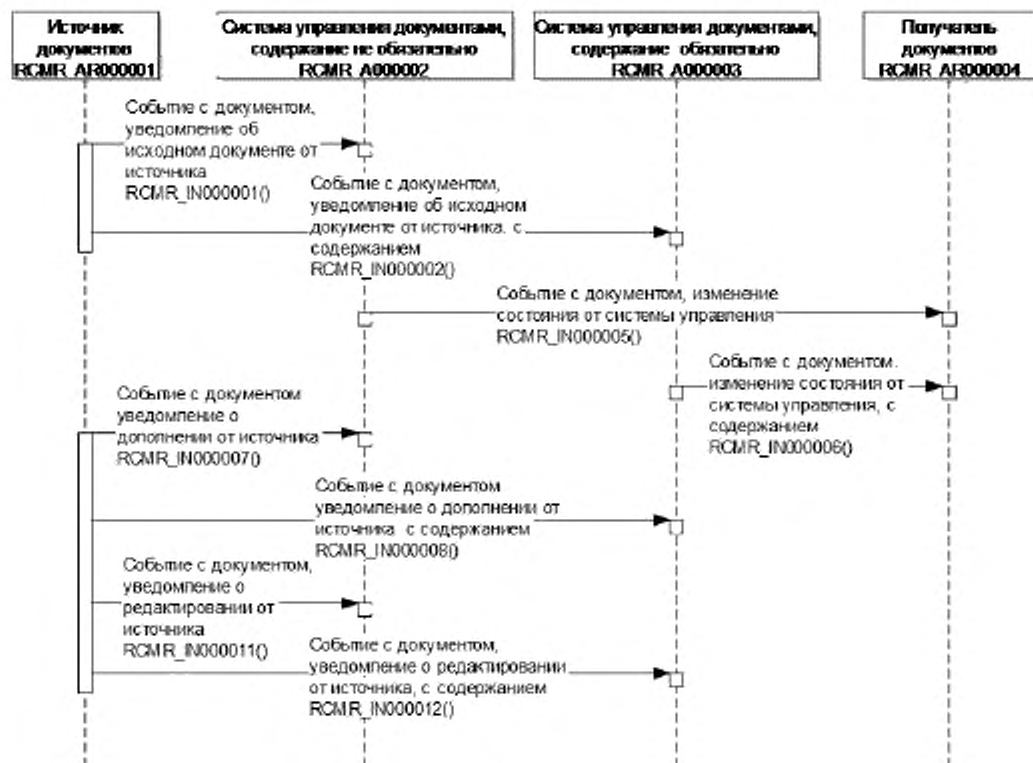 Источник
документов
RCMR_AR000001
Система управления документами,
содержание не обязательно
RCMR_A000002
Система управления документами,
содержание обязательно
RCMR_A000003
Получатель
документов
RCMR_AR000004
Событие с документом,
уведомление об
исходном документе от
источника
RCMR_IN000001()
Событие с документом,
уведомление об исходном
документе от источника. с
содержанием
RCMR_IN000002()
Событие с документом, изменение
состояния от системы управления
RCMR_IN000005()
Событие с документом.
изменение состояния от
системы управления, с
содержанием
RCMR_IN000006()
Событие с документом
уведомление о
дополнении от источника
RCMR_IN000007()
Событие с документом
уведомление о дополнении от
источника с содержанием
RCMR_IN000008()
Событие с документом,
уведомление о
редактировании от
источника
RCMR_IN000011()
Событие с документом,
уведомление о редактировании
от источника, с содержанием
RCMR_IN000012()